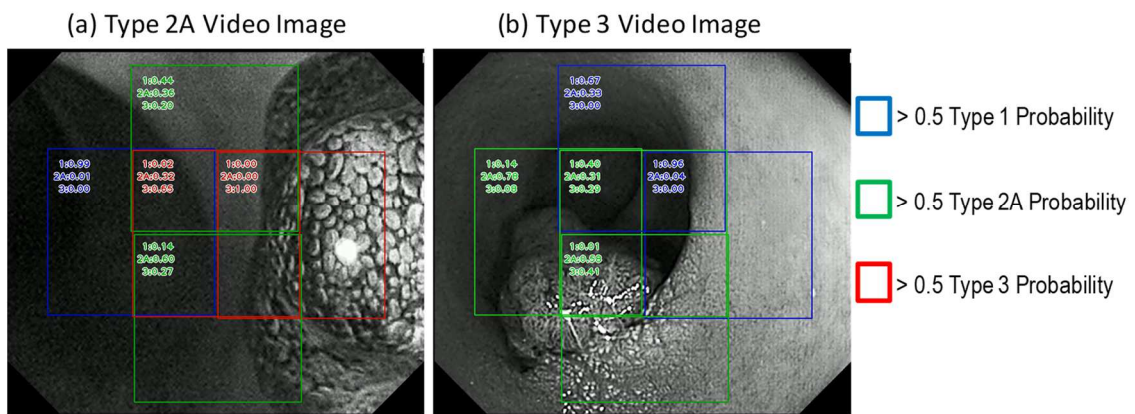 (a) Type 2A Video Image
(b) Type 3 Video Image
1:0.44
2A:0.36
3:0.20
1:0.99
2A:0.01
3:0.00
1:0.02
2A:0.32
3:0.65
1:0.00
2A:0.00
3:1.00
1:0.14
2A:0.60
3:0.27
1:0.67
2A:0.33
3:0.00
1:0.14
2A:0.78
3:0.08
1:0.40
2A:0.31
3:0.29
1:0.96
2A:0.04
3:0.00
1:0.01
2A:0.58
3:0.41
> 0.5 Type 1 Probability
> 0.5 Type 2A Probability
> 0.5 Type 3 Probability